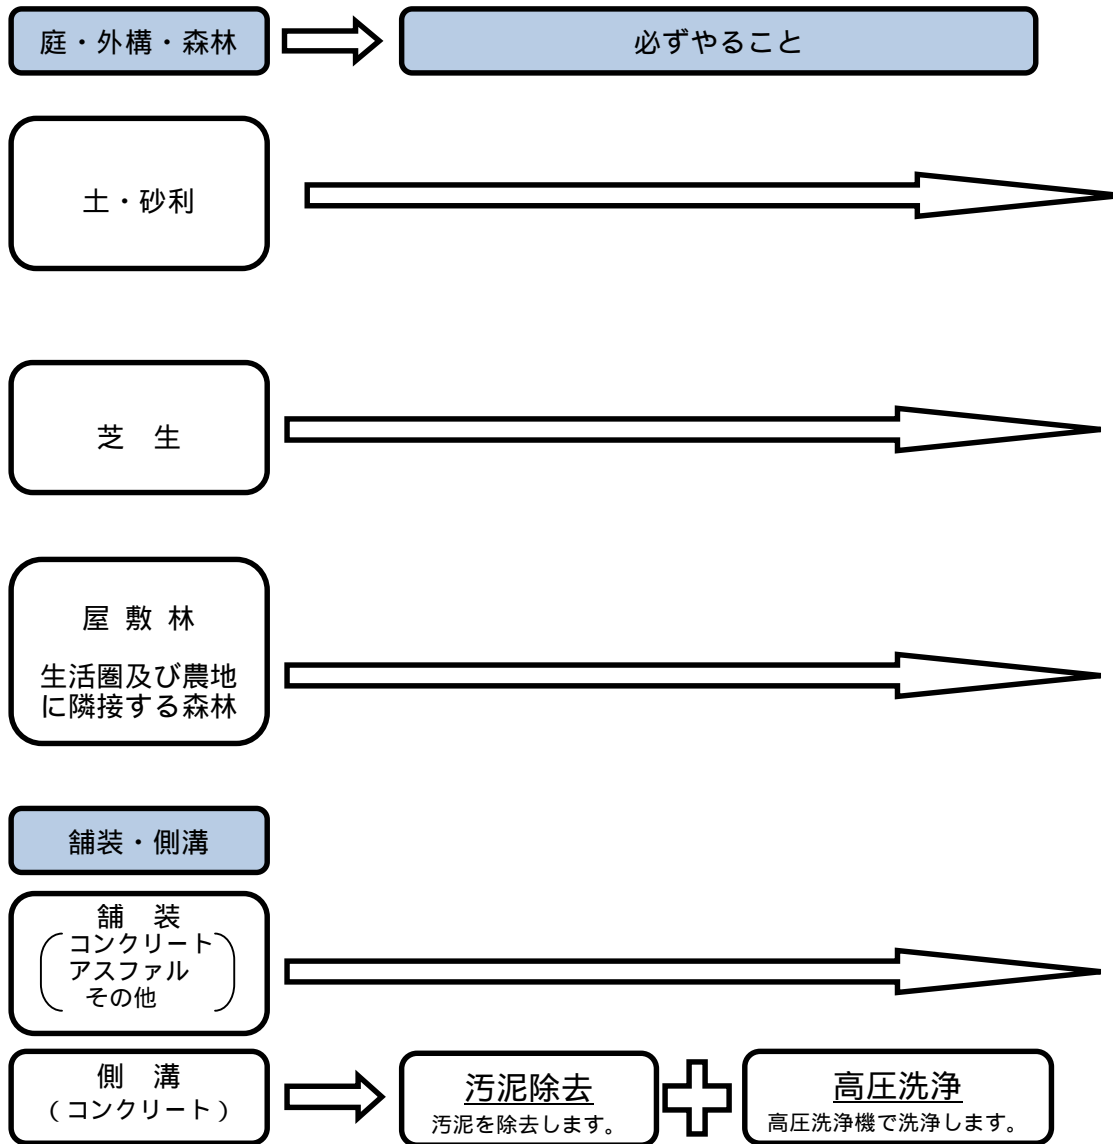 庭・外構・森林
必ずやること
土・砂利
芝　生
屋 敷 林
生活圏及び農地
に隣接する森林
舗装・側溝
舗　装
コンクリート
アスファル
その他
側　溝
（コンクリート）
汚泥除去
汚泥を除去します。
高圧洗浄
高圧洗浄機で洗浄します。